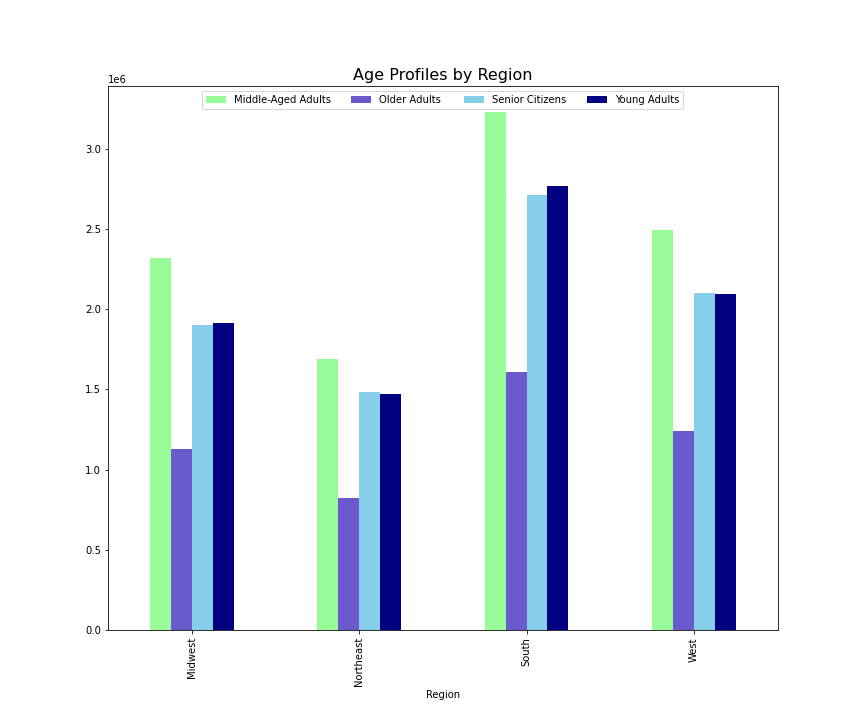 Age Profiles by Region
1e6
Middle-Aged Adults Older Adults Senior Citizens Young Adults
3.0
2.5
2.0
1.5
1.0
0.5
0.0
Midwest Northeast South West
Region